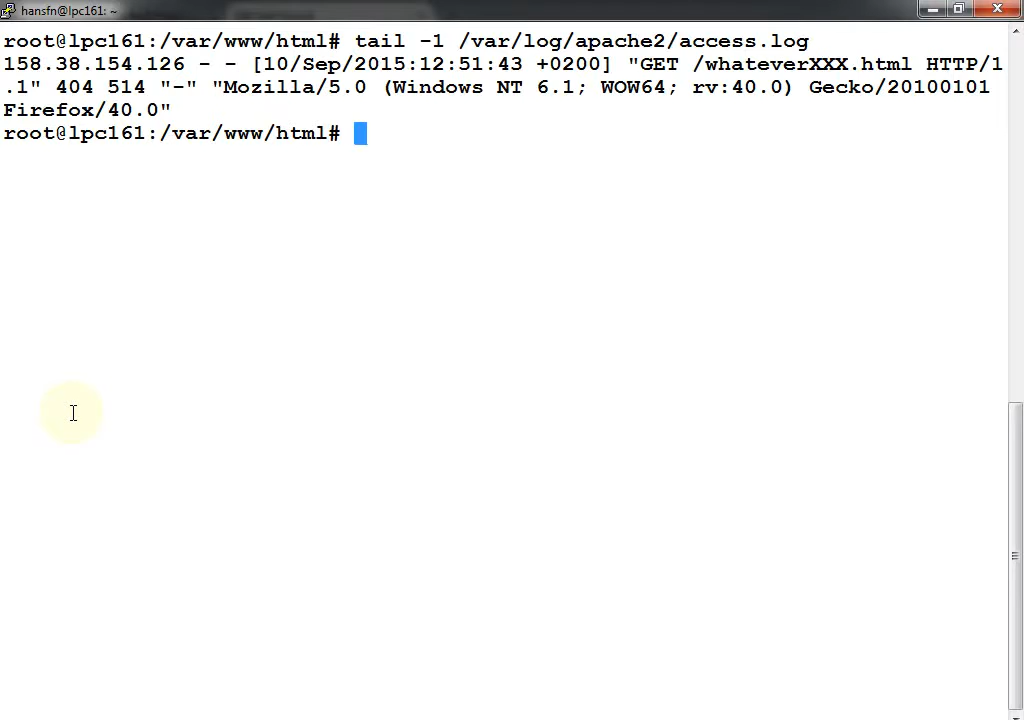 hansfn@lpc161: ~
root@lpc161:/var/www/html# tail -1 /var/log/apache2/access.log
158.38.154.126 - - [10/Sep/2015:12:51:43 +0200] "GET /whateverXXX.html HTTP/1
.1" 404 514 "-" "Mozilla/5.0 (Windows NT 6.1; WOW64; rv:40.0) Gecko/20100101
Firefox/40.0"
root@lpc161:/var/www/html#